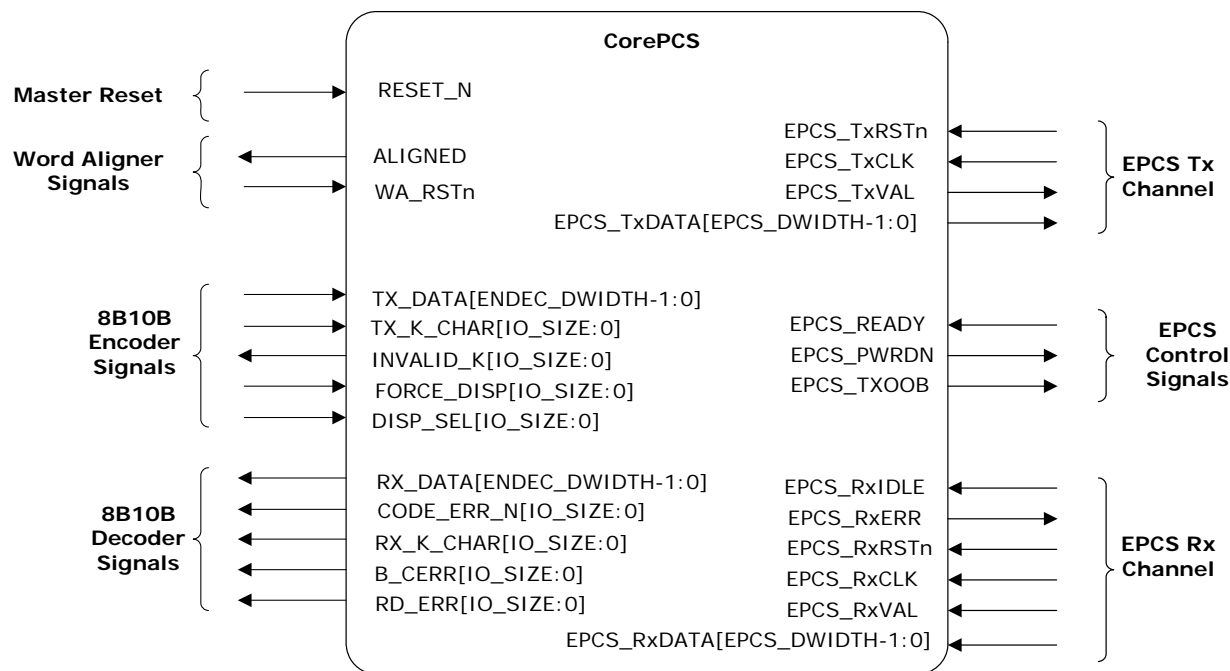 CorePCS
Master Reset
RESET_N
Word Aligner
Signals
ALIGNED
WA_RSTn
8B10B
Encoder
Signals
TX_DATA[ENDEC_DWIDTH-1:0]
TX_K_CHAR[IO_SIZE:0]
INVALID_K[IO_SIZE:0]
FORCE_DISP[IO_SIZE:0]
DISP_SEL[IO_SIZE:0]
8B10B
Decoder
Signals
RX_DATA[ENDEC_DWIDTH-1:0]
CODE_ERR_N[IO_SIZE:0]
RX_K_CHAR[IO_SIZE:0]
B_CERR[IO_SIZE:0]
RD_ERR[IO_SIZE:0]
EPCS_TxRSTn
EPCS_TxCLK
EPCS_TxVAL
EPCS_TxDATA[EPCS_DWIDTH-1:0]
EPCS Tx
Channel
EPCS_READY
EPCS_PWRDN
EPCS_TXOOB
EPCS
Control
Signals
EPCS_RxIDLE
EPCS_RxERR
EPCS_RxRSTn
EPCS_RxCLK
EPCS_RxVAL
EPCS_RxDATA[EPCS_DWIDTH-1:0]
EPCS Rx
Channel